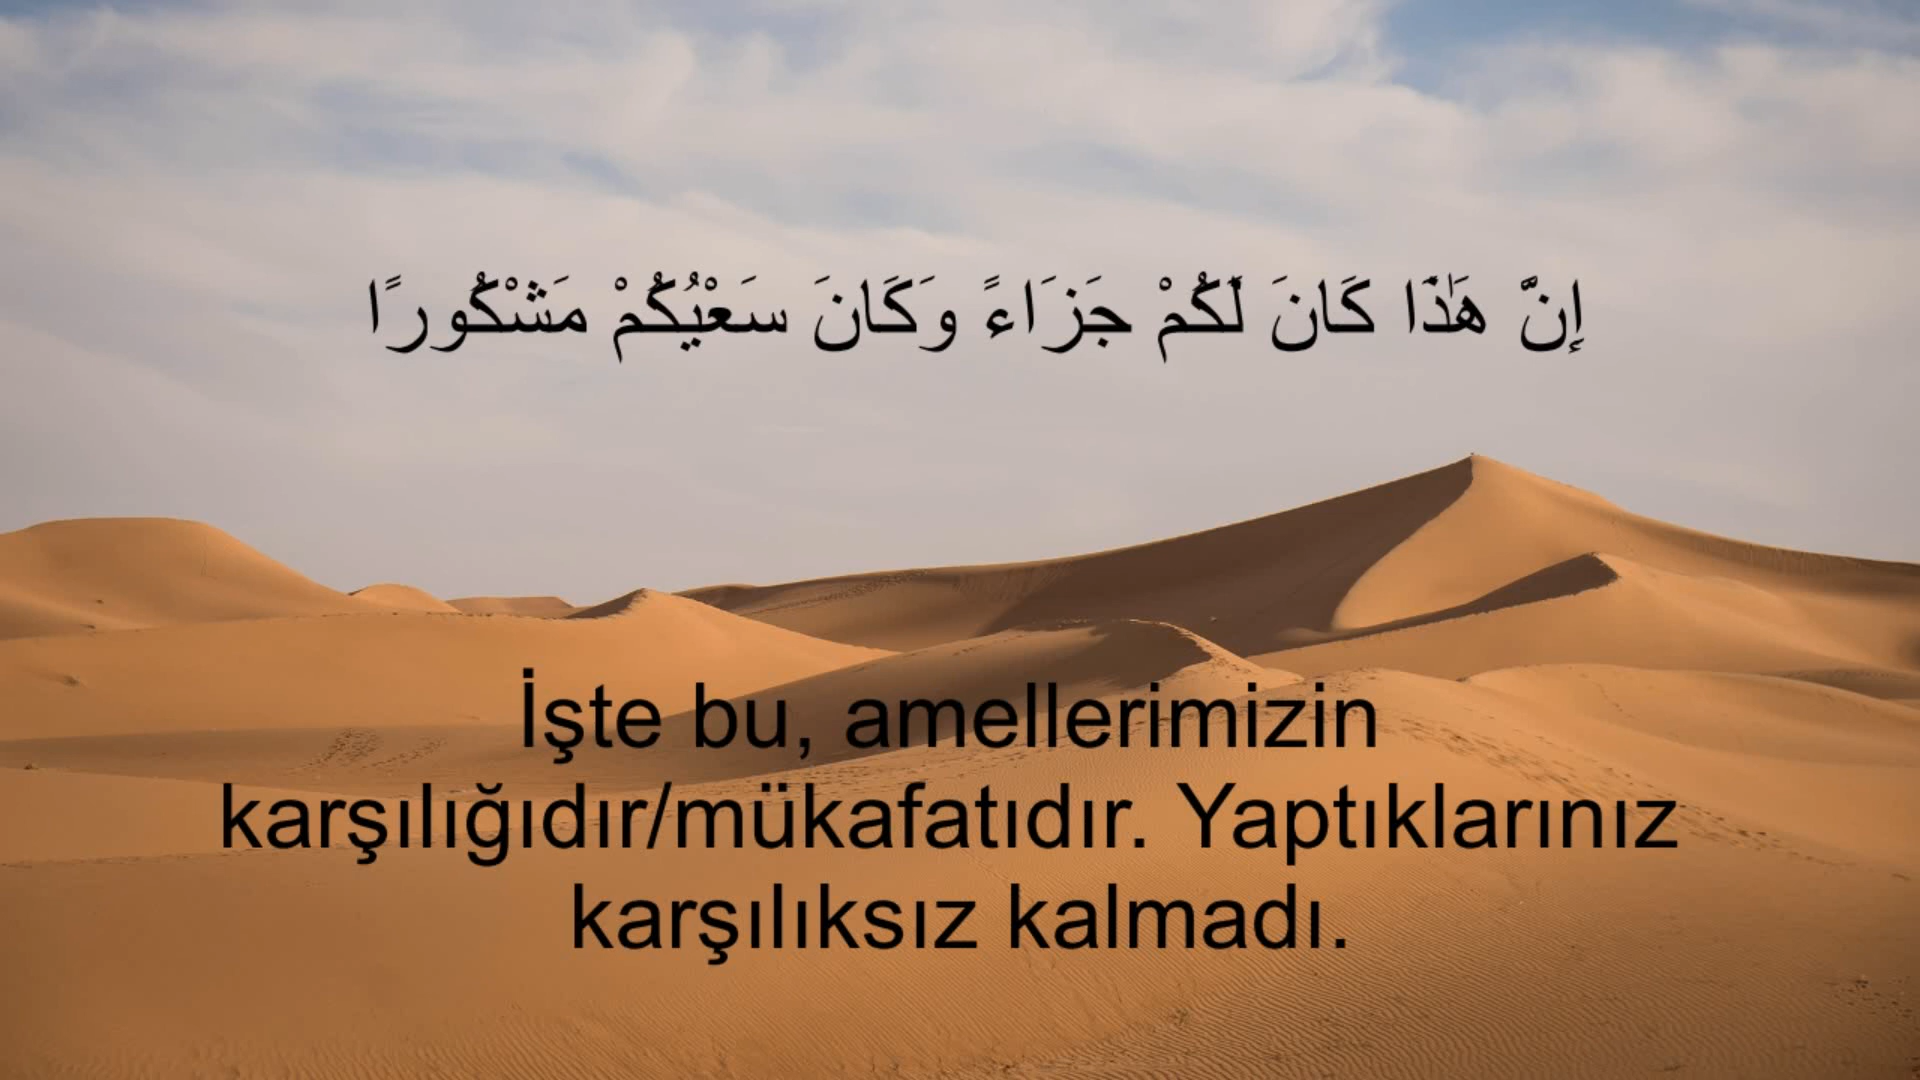 إِنَّ هَٰذَا كَانَ لَكُمْ جَزَاءً وَكَانَ سَعْيُكُمْ مَشْكُورًا
İşte bu, amellerimizin
karşılığıdır/mükafatıdır. Yaptıklarınız
karşılıksız kalmadı.